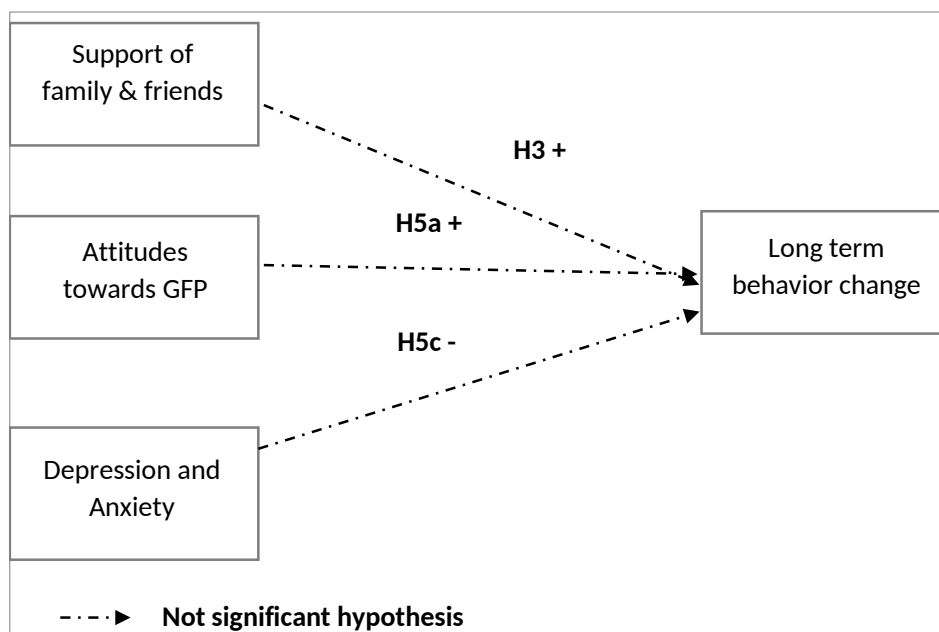 Support of
family & friends
H3 +
H5a +
Attitudes
towards GFP
Long term
behavior change
H5c -
Depression and
Anxiety
Not significant hypothesis